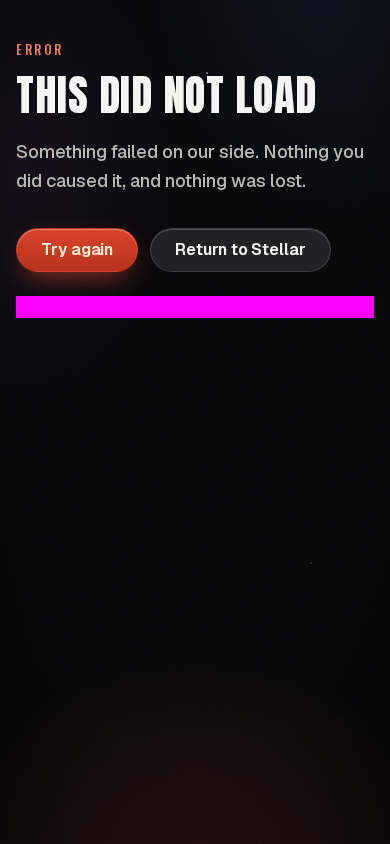 ERROR
THIS DID NOT LOAD
Something failed on our side. Nothing you
did caused it, and nothing was lost.
Try again
Return to Stellar